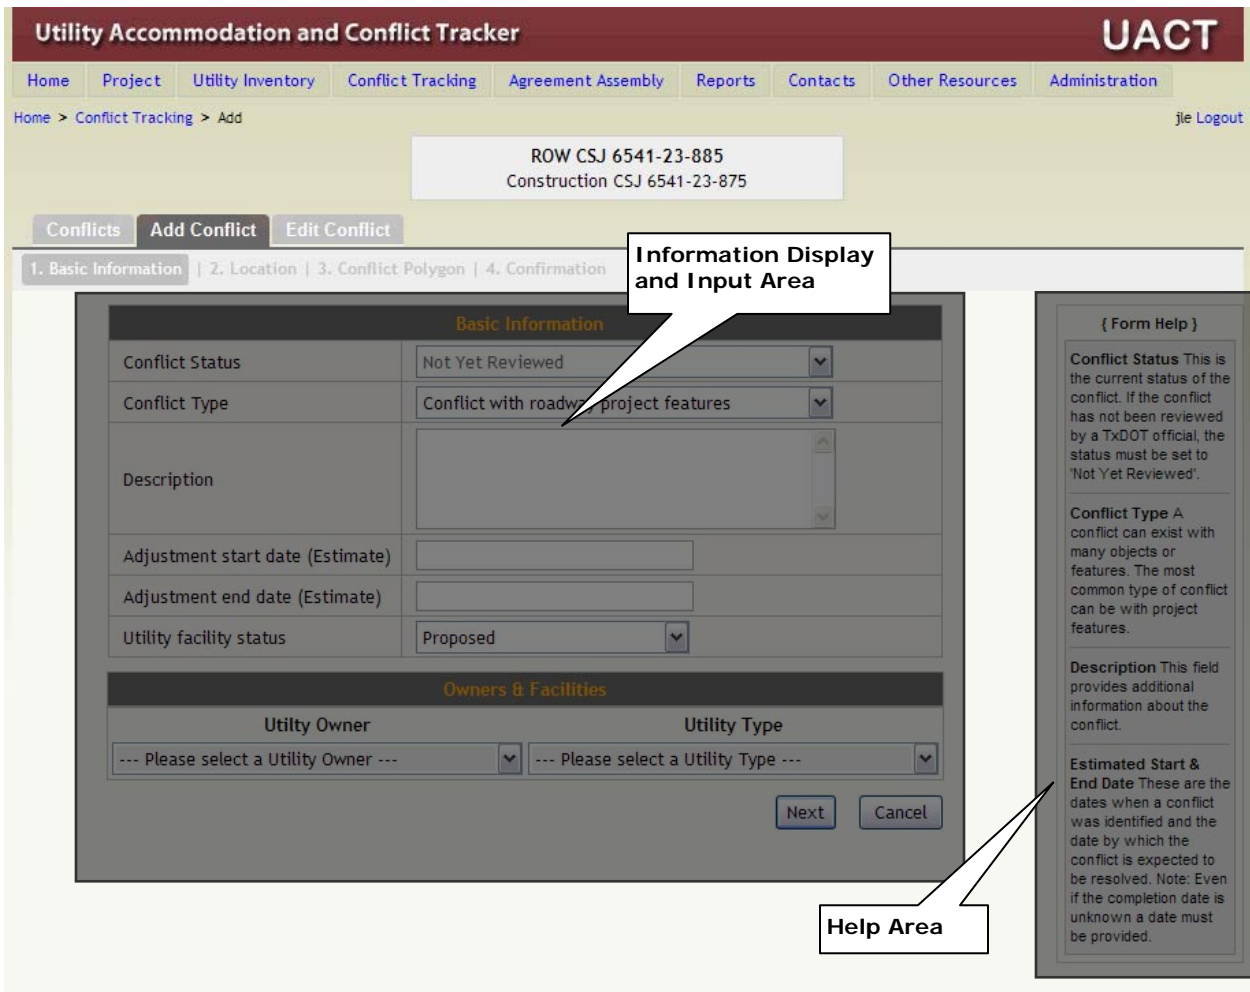 Utility Accommodation and Conflict Tracker
UACT
Home Project Utility Inventory Conflict Tracking Agreement Assembly Reports Contacts Other Resources Administration
Home > Conflict Tracking > Add
jle Logout
ROW CSJ 6541-23-885
Construction CSJ 6541-23-875
Conflicts Add Conflict Edit Conflict
1. Basic Information | 2. Location | 3. Conflict Polygon | 4. Confirmation
Information Display
and Input Area
Basic Information
Conflict Status Not Yet Reviewed
Conflict Type Conflict with roadway project features
Description
Adjustment start date (Estimate)
Adjustment end date (Estimate)
Utility facility status Proposed
Owners & Facilities
Utilty Owner Utility Type
--- Please select a Utility Owner --- --- Please select a Utility Type ---
Next Cancel
{ Form Help }
Conflict Status This is
the current status of the
conflict. If the conflict
has not been reviewed
by a TxDOT official, the
status must be set to
'Not Yet Reviewed'.
Conflict Type A
conflict can exist with
many objects or
features. The most
common type of conflict
can be with project
features.
Description This field
provides additional
information about the
conflict.
Estimated Start &
End Date These are the
dates when a conflict
was identified and the
date by which the
conflict is expected to
be resolved. Note: Even
if the completion date is
unknown a date must
be provided.
Help Area